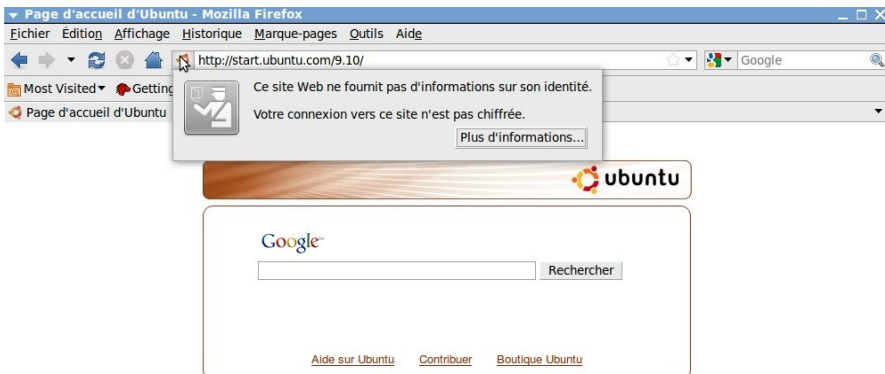 Page d'accueil d'Ubuntu - Mozilla Firefox
Fichier Édition Affichage Historique Marque-pages Outils Aide
http://start.ubuntu.com/9.10/ Google
Most Visited Getting
Ce site Web ne fournit pas d'informations sur son identité.
Page d'accueil d'Ubuntu
Votre connexion vers ce site n'est pas chiffrée.
Plus d'informations...
ubuntu
Google™
Rechercher
Aide sur Ubuntu Contribuer Boutique Ubuntu